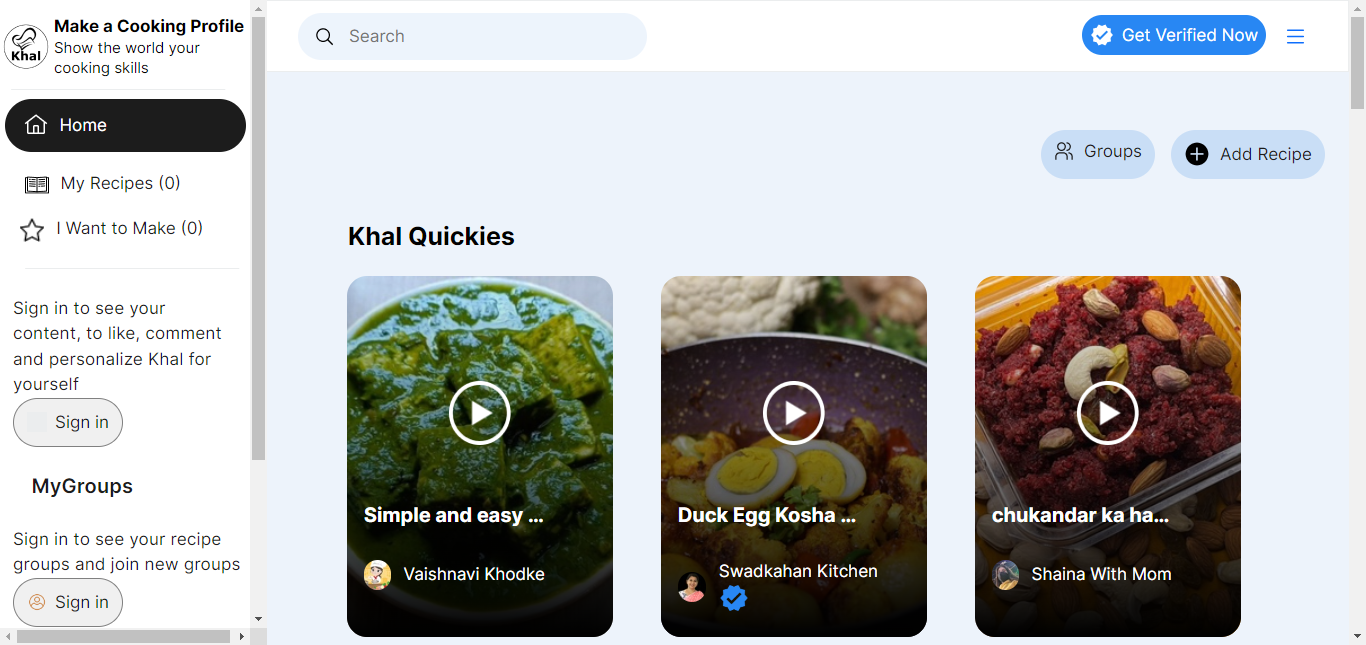 Make a Cooking Profile
Show the world your
cooking skills
Khal
Home
My Recipes (0)
I Want to Make (0)
Sign in to see your
content, to like, comment
and personalize Khal for
yourself
Sign in
MyGroups
Sign in to see your recipe
groups and join new groups
Sign in
Search
Get Verified Now
Groups
Add Recipe
Khal Quickies
Simple and easy ...
Vaishnavi Khodke
Duck Egg Kosha ...
Swadkahan Kitchen
chukandar ka ha...
Shaina With Mom